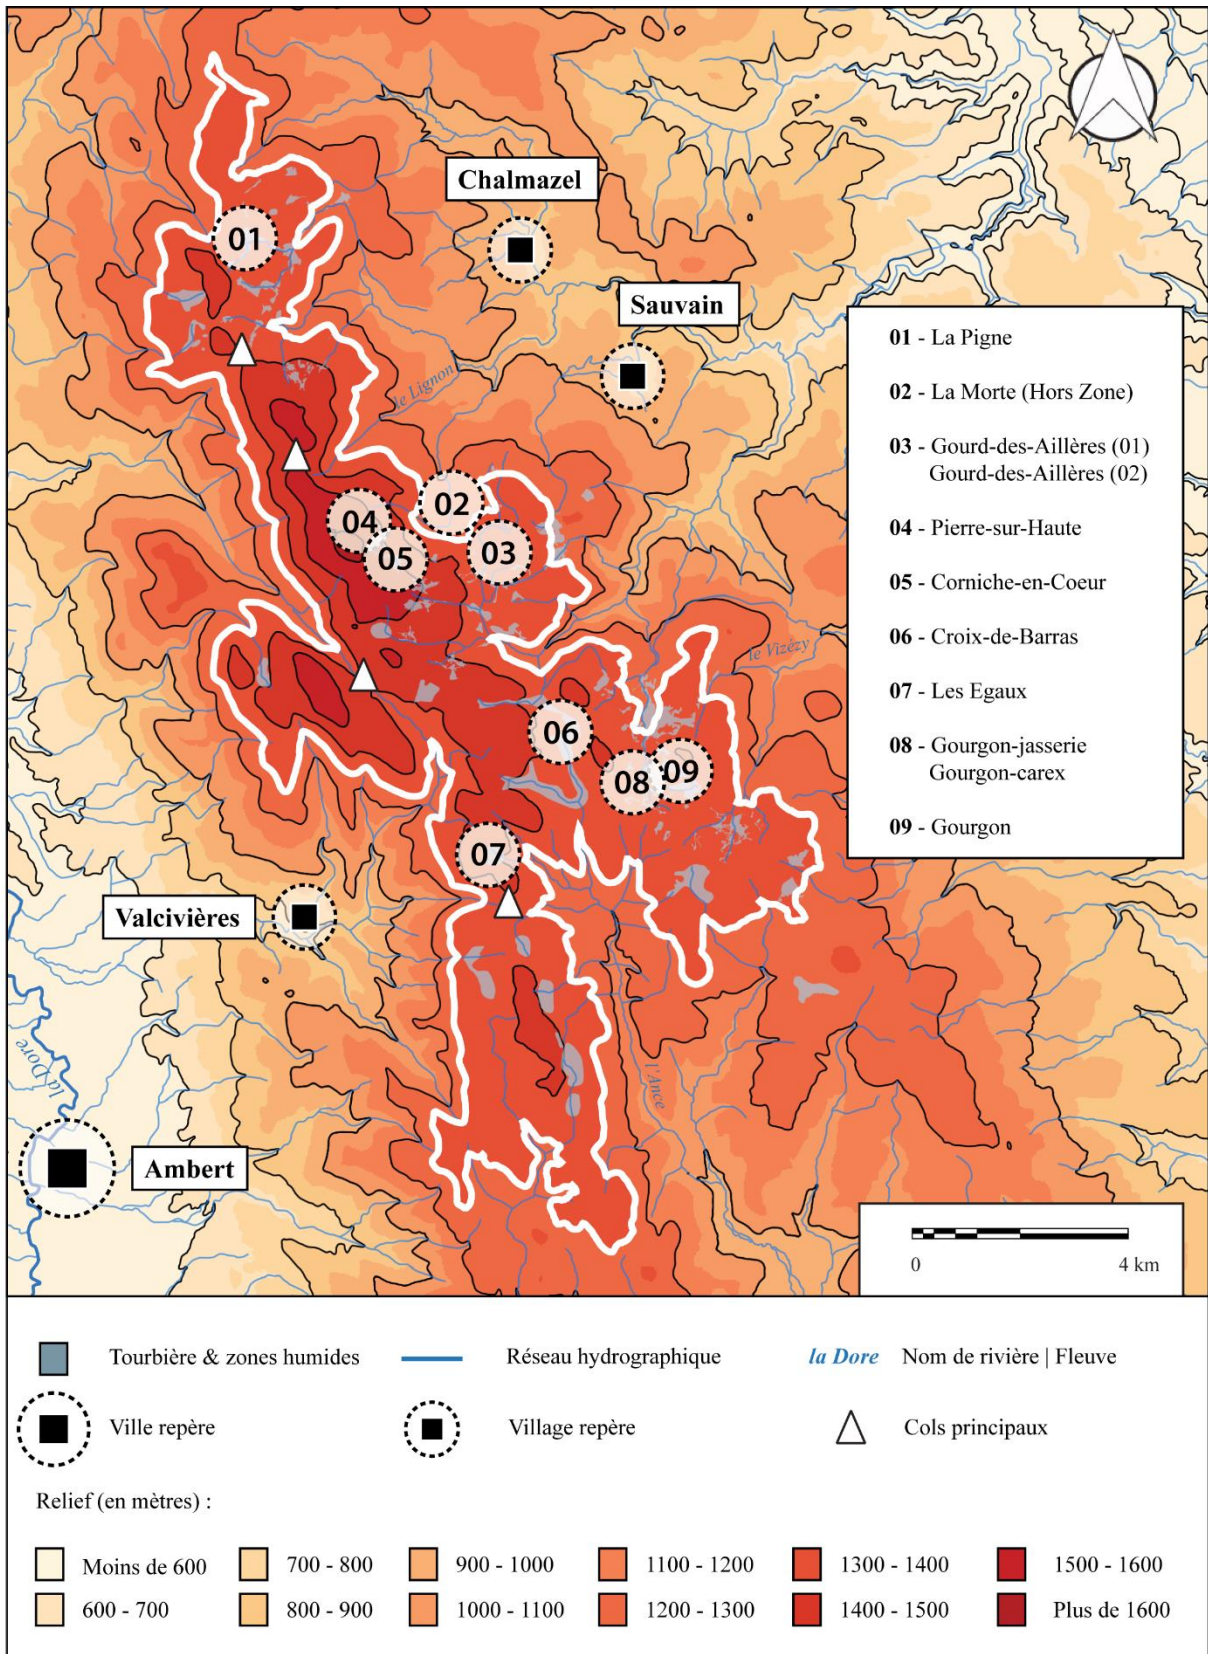 01
Chalmazel
Sauvain
01 - La Pigne
02 - La Morte (Hors Zone)
03 - Gourd-des-Aillères (01)
Gourd-des-Aillères (02)
04 - Pierre-sur-Haute
05 - Corniche-en-Coeur
06 - Croix-de-Barras
07 - Les Egaux
08 - Gourgon-jasserie
Gourgon-carex
09 - Gourgon
le Lignon
02
04
03
05
le Vizézy
06
09
08
07
Valcivières
la Dore
l'Ance
Ambert
0 4 km
Tourbière & zones humides
Réseau hydrographique
la Dore Nom de rivière | Fleuve
Ville repère
Village repère
Cols principaux
Relief (en mètres) :
Moins de 600
700 - 800
900 - 1000
1100 - 1200
1300 - 1400
1500 - 1600
600 - 700
800 - 900
1000 - 1100
1200 - 1300
1400 - 1500
Plus de 1600